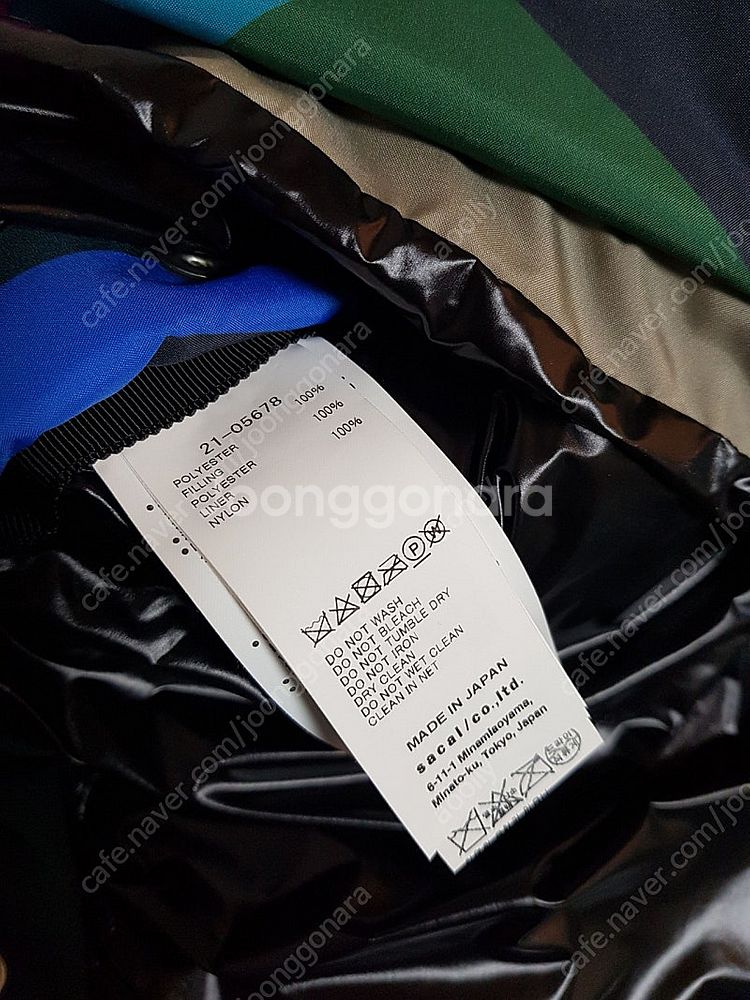 21-05678
POLYESTER 100%
FILLING
POLYESTER 100%
LINER
NYLON 100%
P
W
DO NOT WASH
DO NOT BLEACH
DO NOT TUMBLE DRY
DO NOT IRON
DRY CLEAN
DO NOT WET CLEAN
CLEAN IN NET
MADE IN JAPAN
sacai/co.,ltd.
6-11-1 Minamiaoyama,
Minato-ku, Tokyo, Japan
joonggonara
cafe.naver.com/joonggonara
aoolly